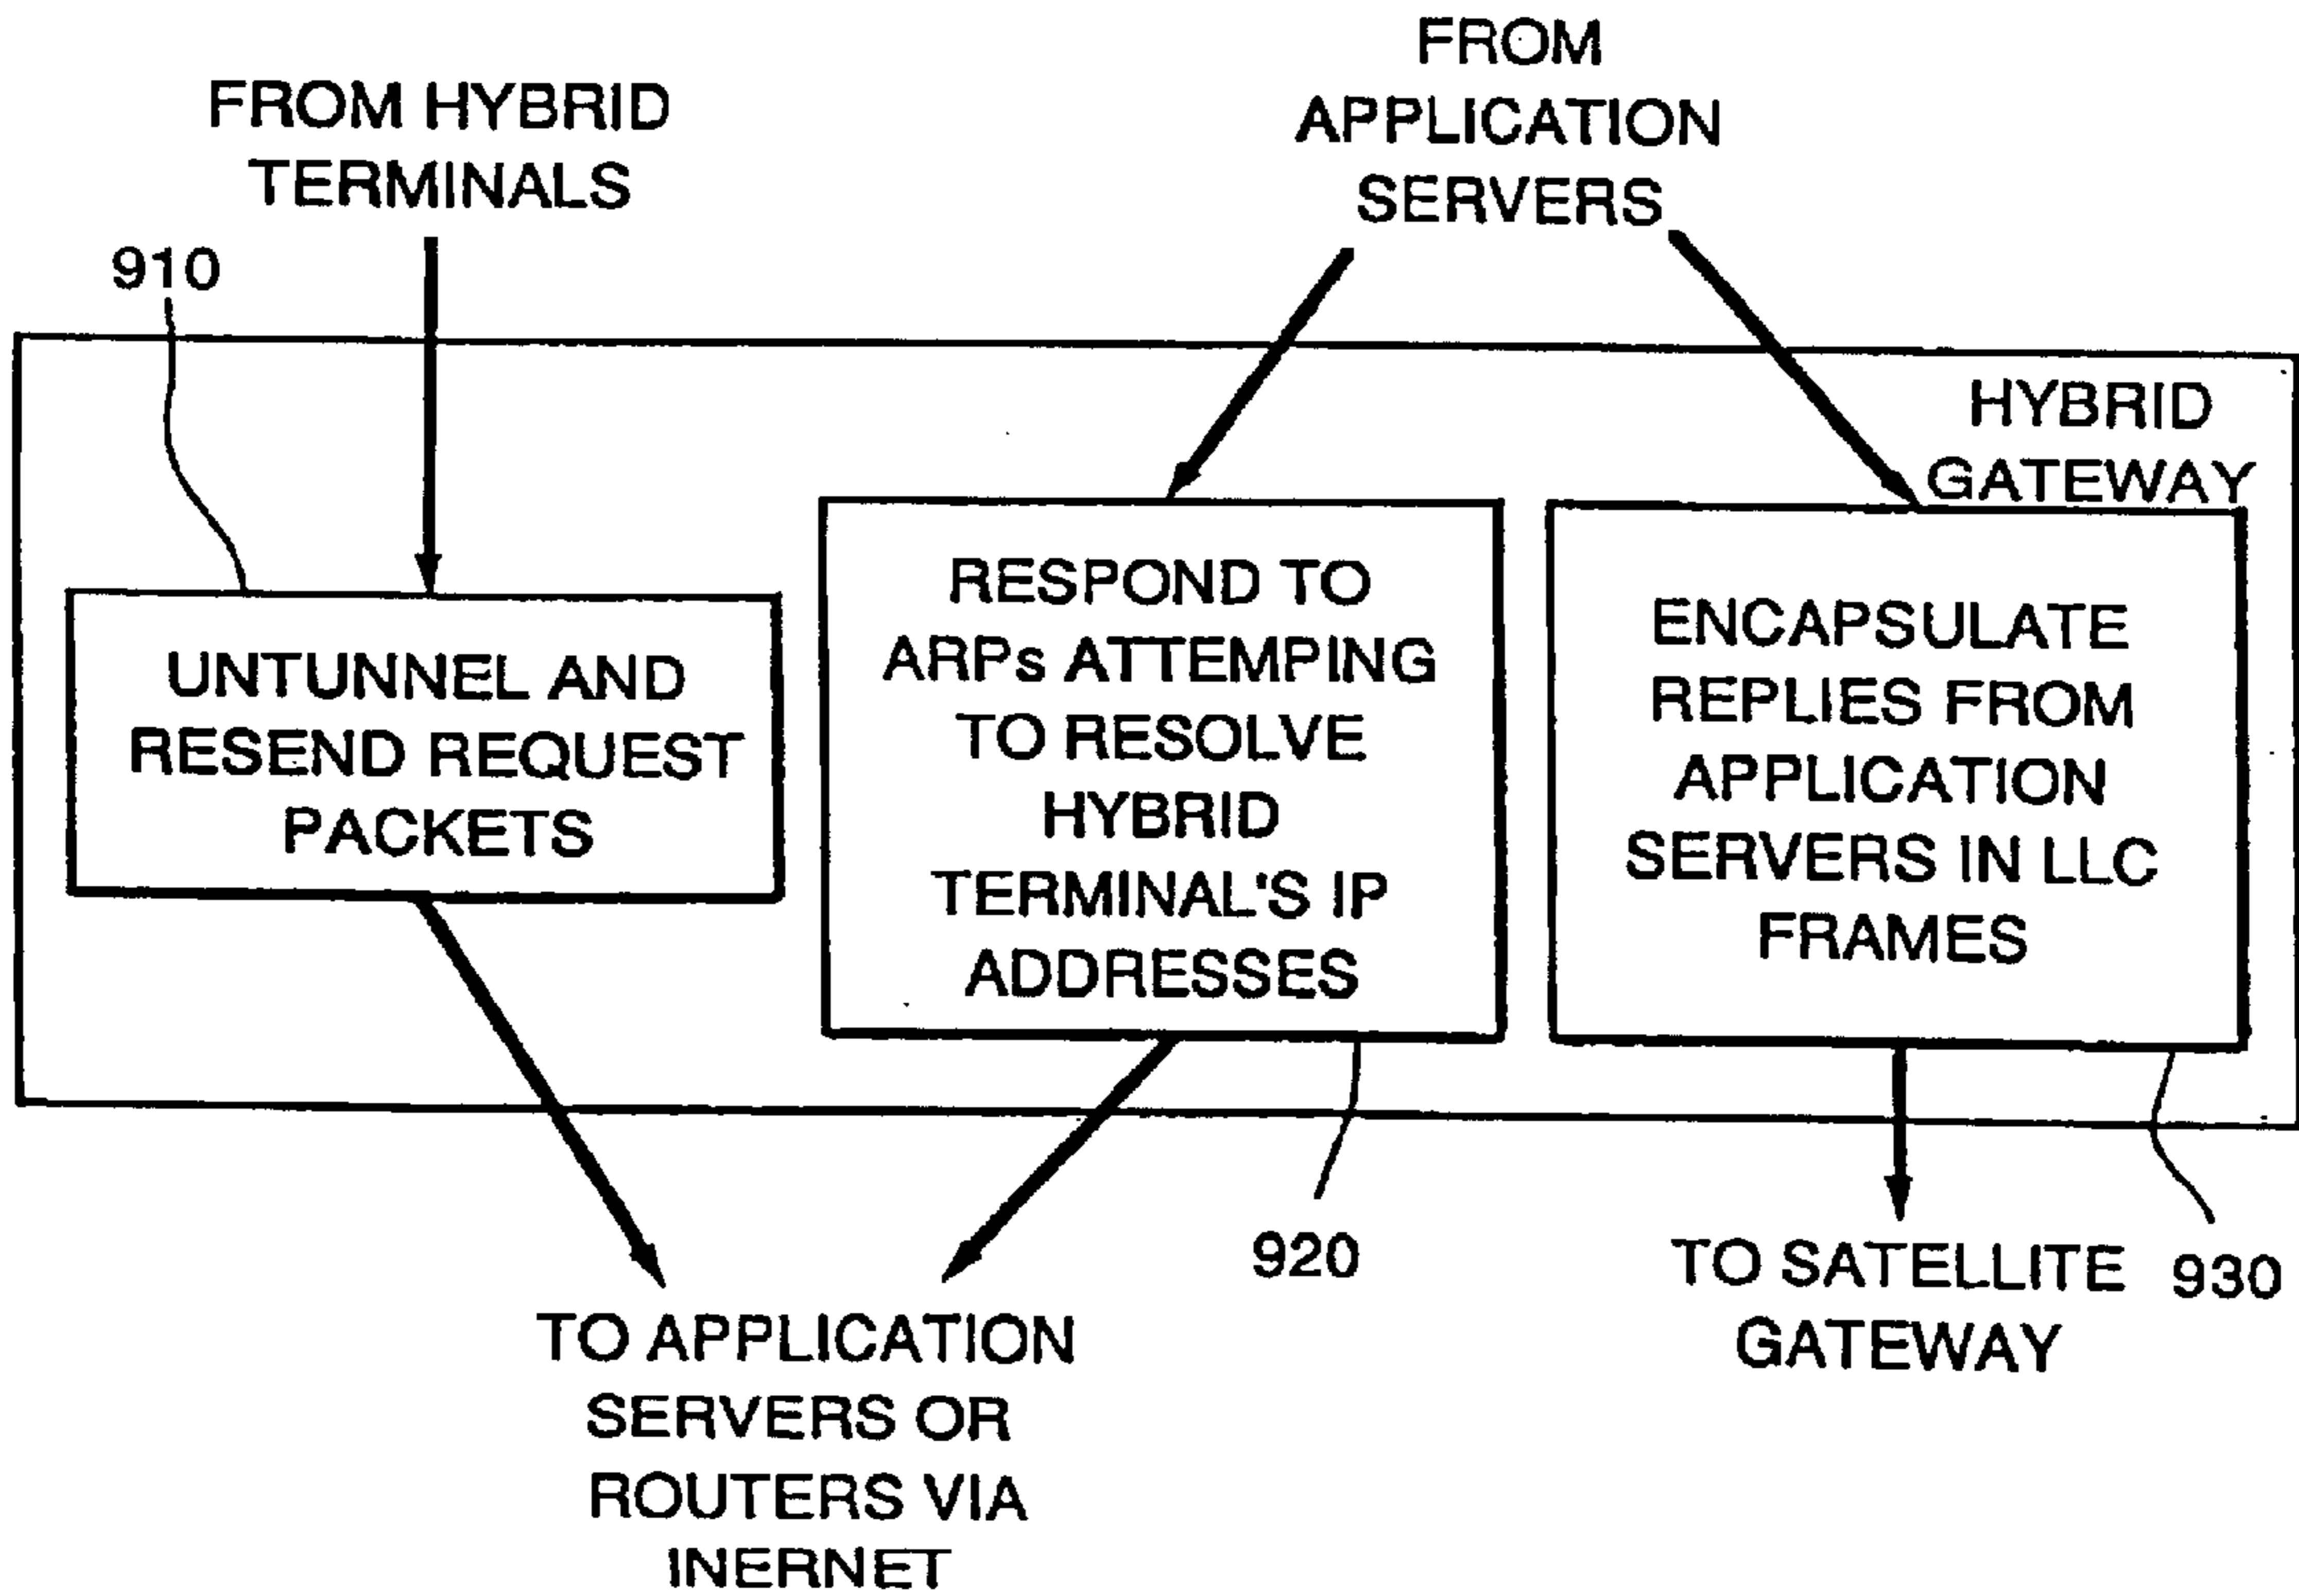 FROM HYBRID
TERMINALS
FROM
APPLICATION
SERVERS
910
HYBRID
GATEWAY
UNTUNNEL AND
RESEND REQUEST
PACKETS
RESPOND TO
ARPs ATTEMPING
TO RESOLVE
HYBRID
TERMINAL'S IP
ADDRESSES
ENCAPSULATE
REPLIES FROM
APPLICATION
SERVERS IN LLC
FRAMES
920
930
TO APPLICATION
SERVERS OR
ROUTERS VIA
INERNET
TO SATELLITE
GATEWAY